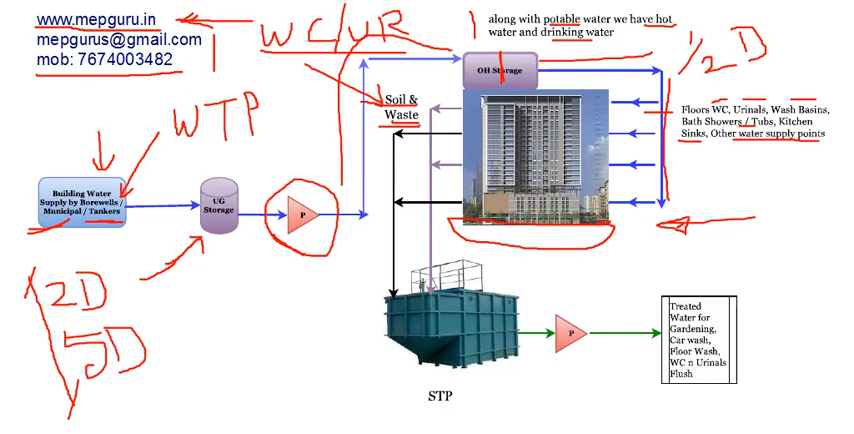 www.mepguru.in
mepgurus@gmail.com
mob: 7674003482
WC/UR
1
along with potable water we have hot
water and drinking water
1/2 D
OH Storage
Soil &
Waste
Floors WC, Urinals, Wash Basins,
Bath Showers / Tubs, Kitchen
Sinks, Other water supply points
WTP
Building Water
Supply by Borewells /
Municipal / Tankers
UG
Storage
P
2D
5D
P
Treated
Water for
Gardening,
Car wash,
Floor Wash,
WC n Urinals
Flush
STP